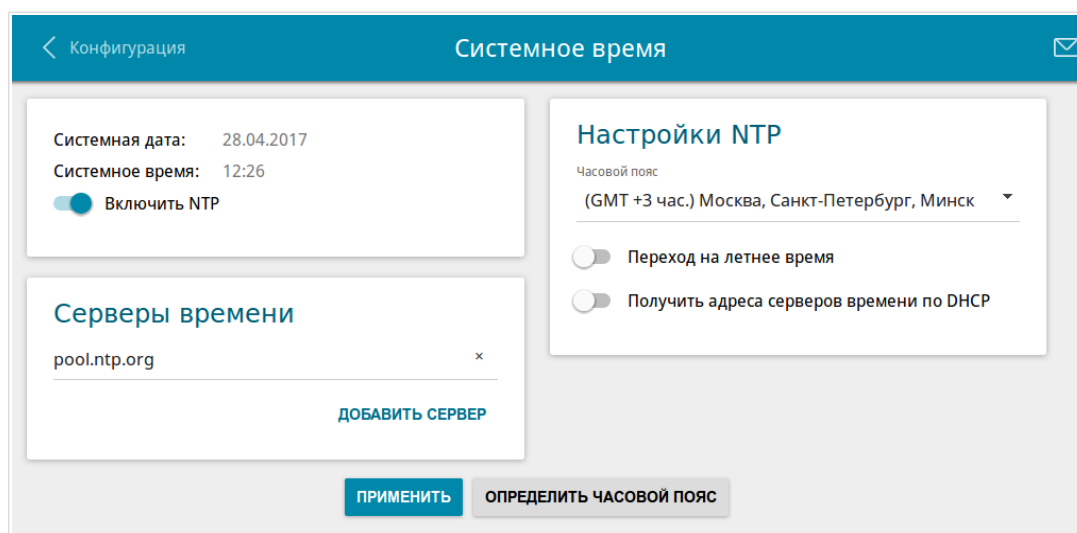 Конфигурация
Системное время
Системная дата: 28.04.2017
Системное время: 12:26
Включить NTP
Серверы времени
pool.ntp.org ×
ДОБАВИТЬ СЕРВЕР
Настройки NTP
Часовой пояс
(GMT +3 час.) Москва, Санкт-Петербург, Минск
Переход на летнее время
Получить адреса серверов времени по DHCP
ПРИМЕНИТЬ
ОПРЕДЕЛИТЬ ЧАСОВОЙ ПОЯС